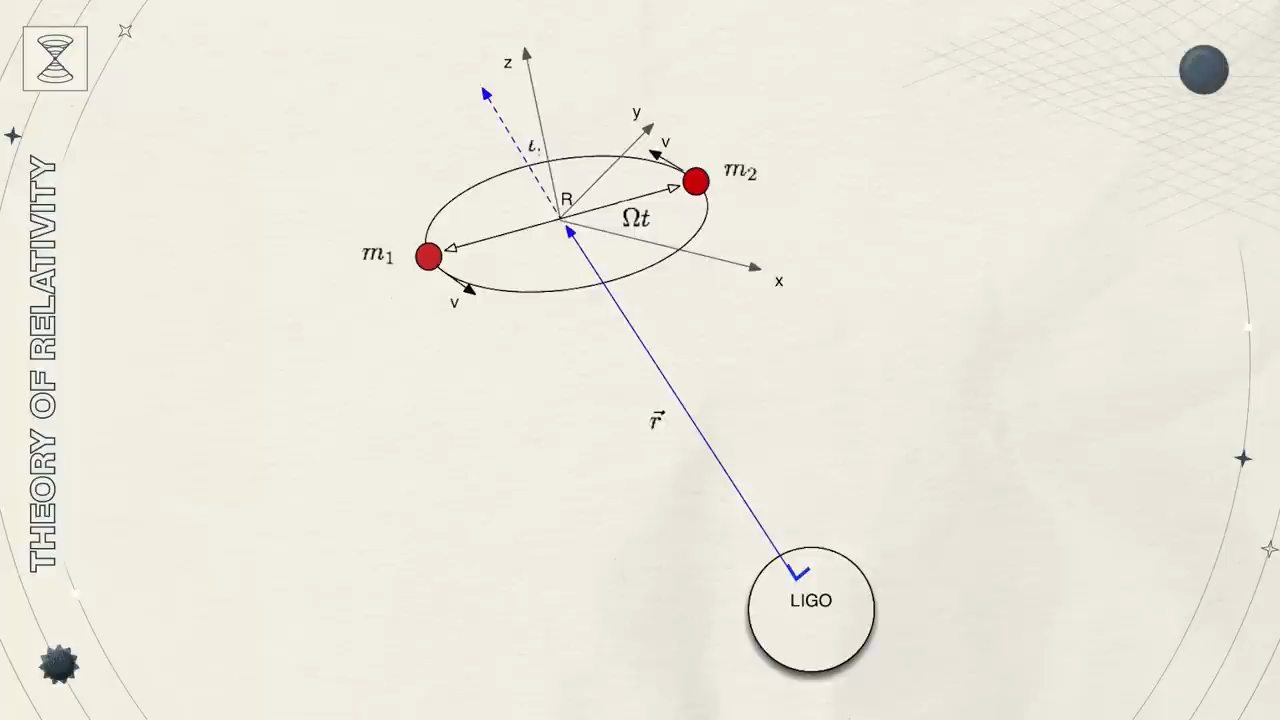 THEORY OF RELATIVITY
z
y
v
m₂
R
Ωt
m₁
x
v
r⃗
LIGO